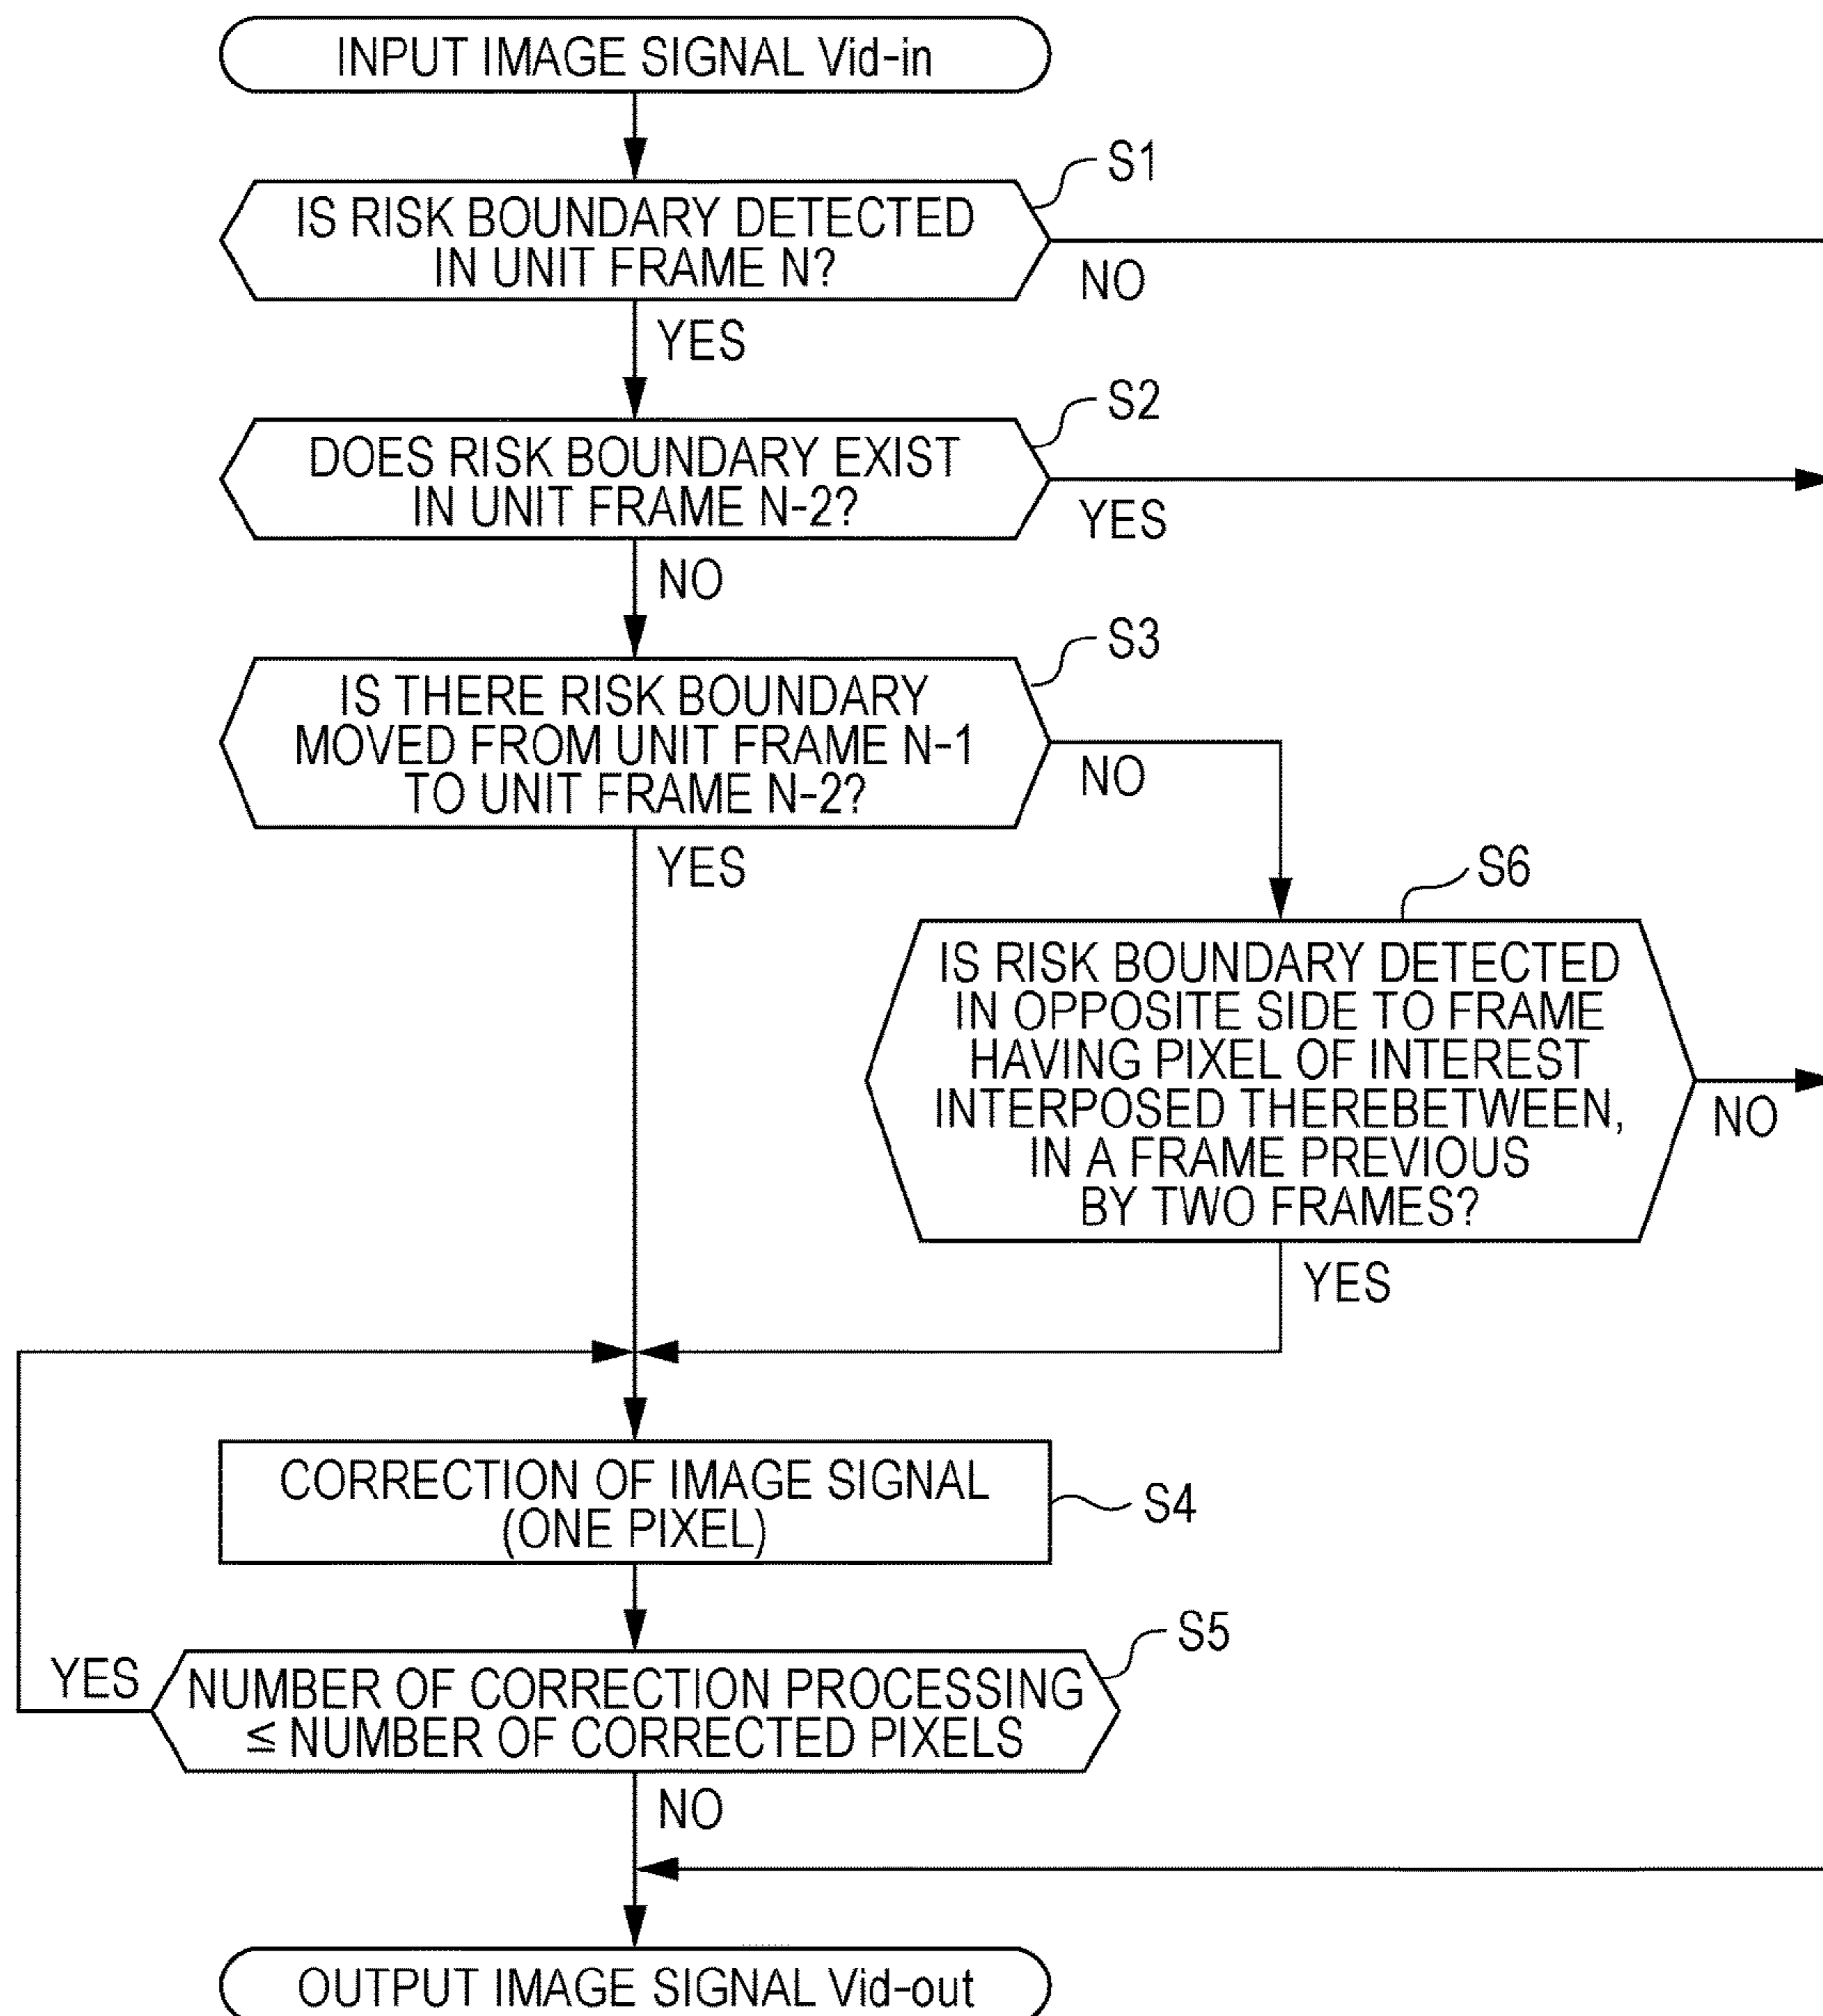 INPUT IMAGE SIGNAL Vid-in
S1
IS RISK BOUNDARY DETECTED
IN UNIT FRAME N?
NO
YES
S2
DOES RISK BOUNDARY EXIST
IN UNIT FRAME N-2?
YES
NO
S3
IS THERE RISK BOUNDARY
MOVED FROM UNIT FRAME N-1
TO UNIT FRAME N-2?
NO
YES
S6
IS RISK BOUNDARY DETECTED
IN OPPOSITE SIDE TO FRAME
HAVING PIXEL OF INTEREST
INTERPOSED THEREBETWEEN,
IN A FRAME PREVIOUS
BY TWO FRAMES?
NO
YES
CORRECTION OF IMAGE SIGNAL
(ONE PIXEL)
S4
S5
YES
NUMBER OF CORRECTION PROCESSING
≤ NUMBER OF CORRECTED PIXELS
NO
OUTPUT IMAGE SIGNAL Vid-out